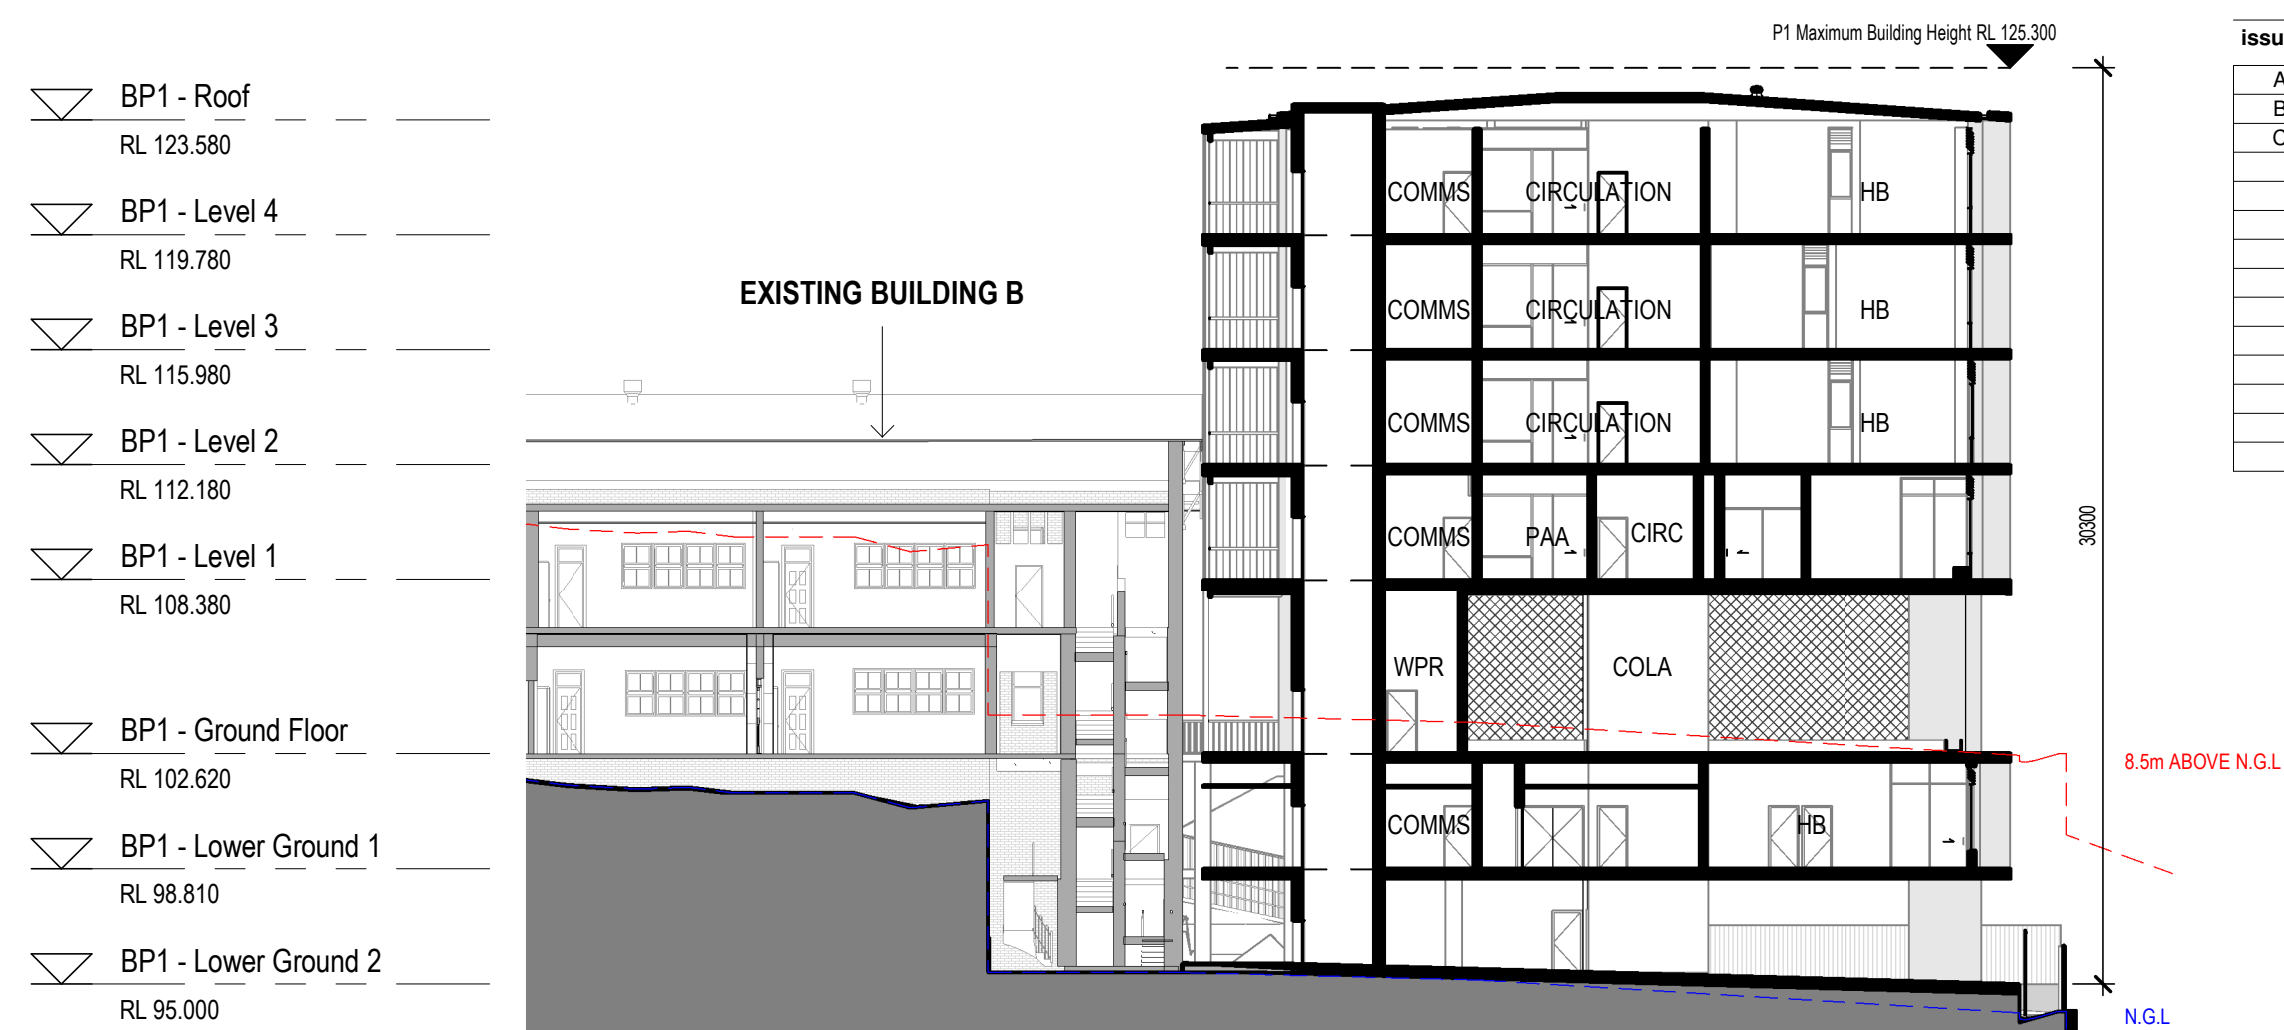 P1 Maximum Building Height RL 125.300
BP1 - Roof
RL 123.580
BP1 - Level 4
RL 119.780
BP1 - Level 3
RL 115.980
BP1 - Level 2
RL 112.180
BP1 - Level 1
RL 108.380
BP1 - Ground Floor
RL 102.620
BP1 - Lower Ground 1
RL 98.810
BP1 - Lower Ground 2
RL 95.000
EXISTING BUILDING B
COMMS CIRCULATION HB
COMMS CIRCULATION HB
COMMS CIRCULATION HB
COMMS PAA CIRC
WPR COLA
COMMS HB
30300
8.5m ABOVE N.G.L
N.G.L
issu
A
B
C